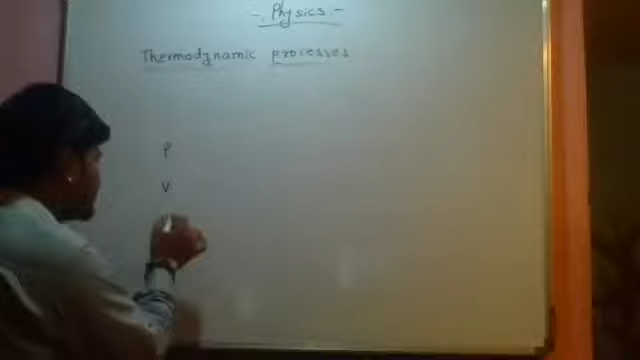 -. Physics -
Thermodynamic processes
P
V